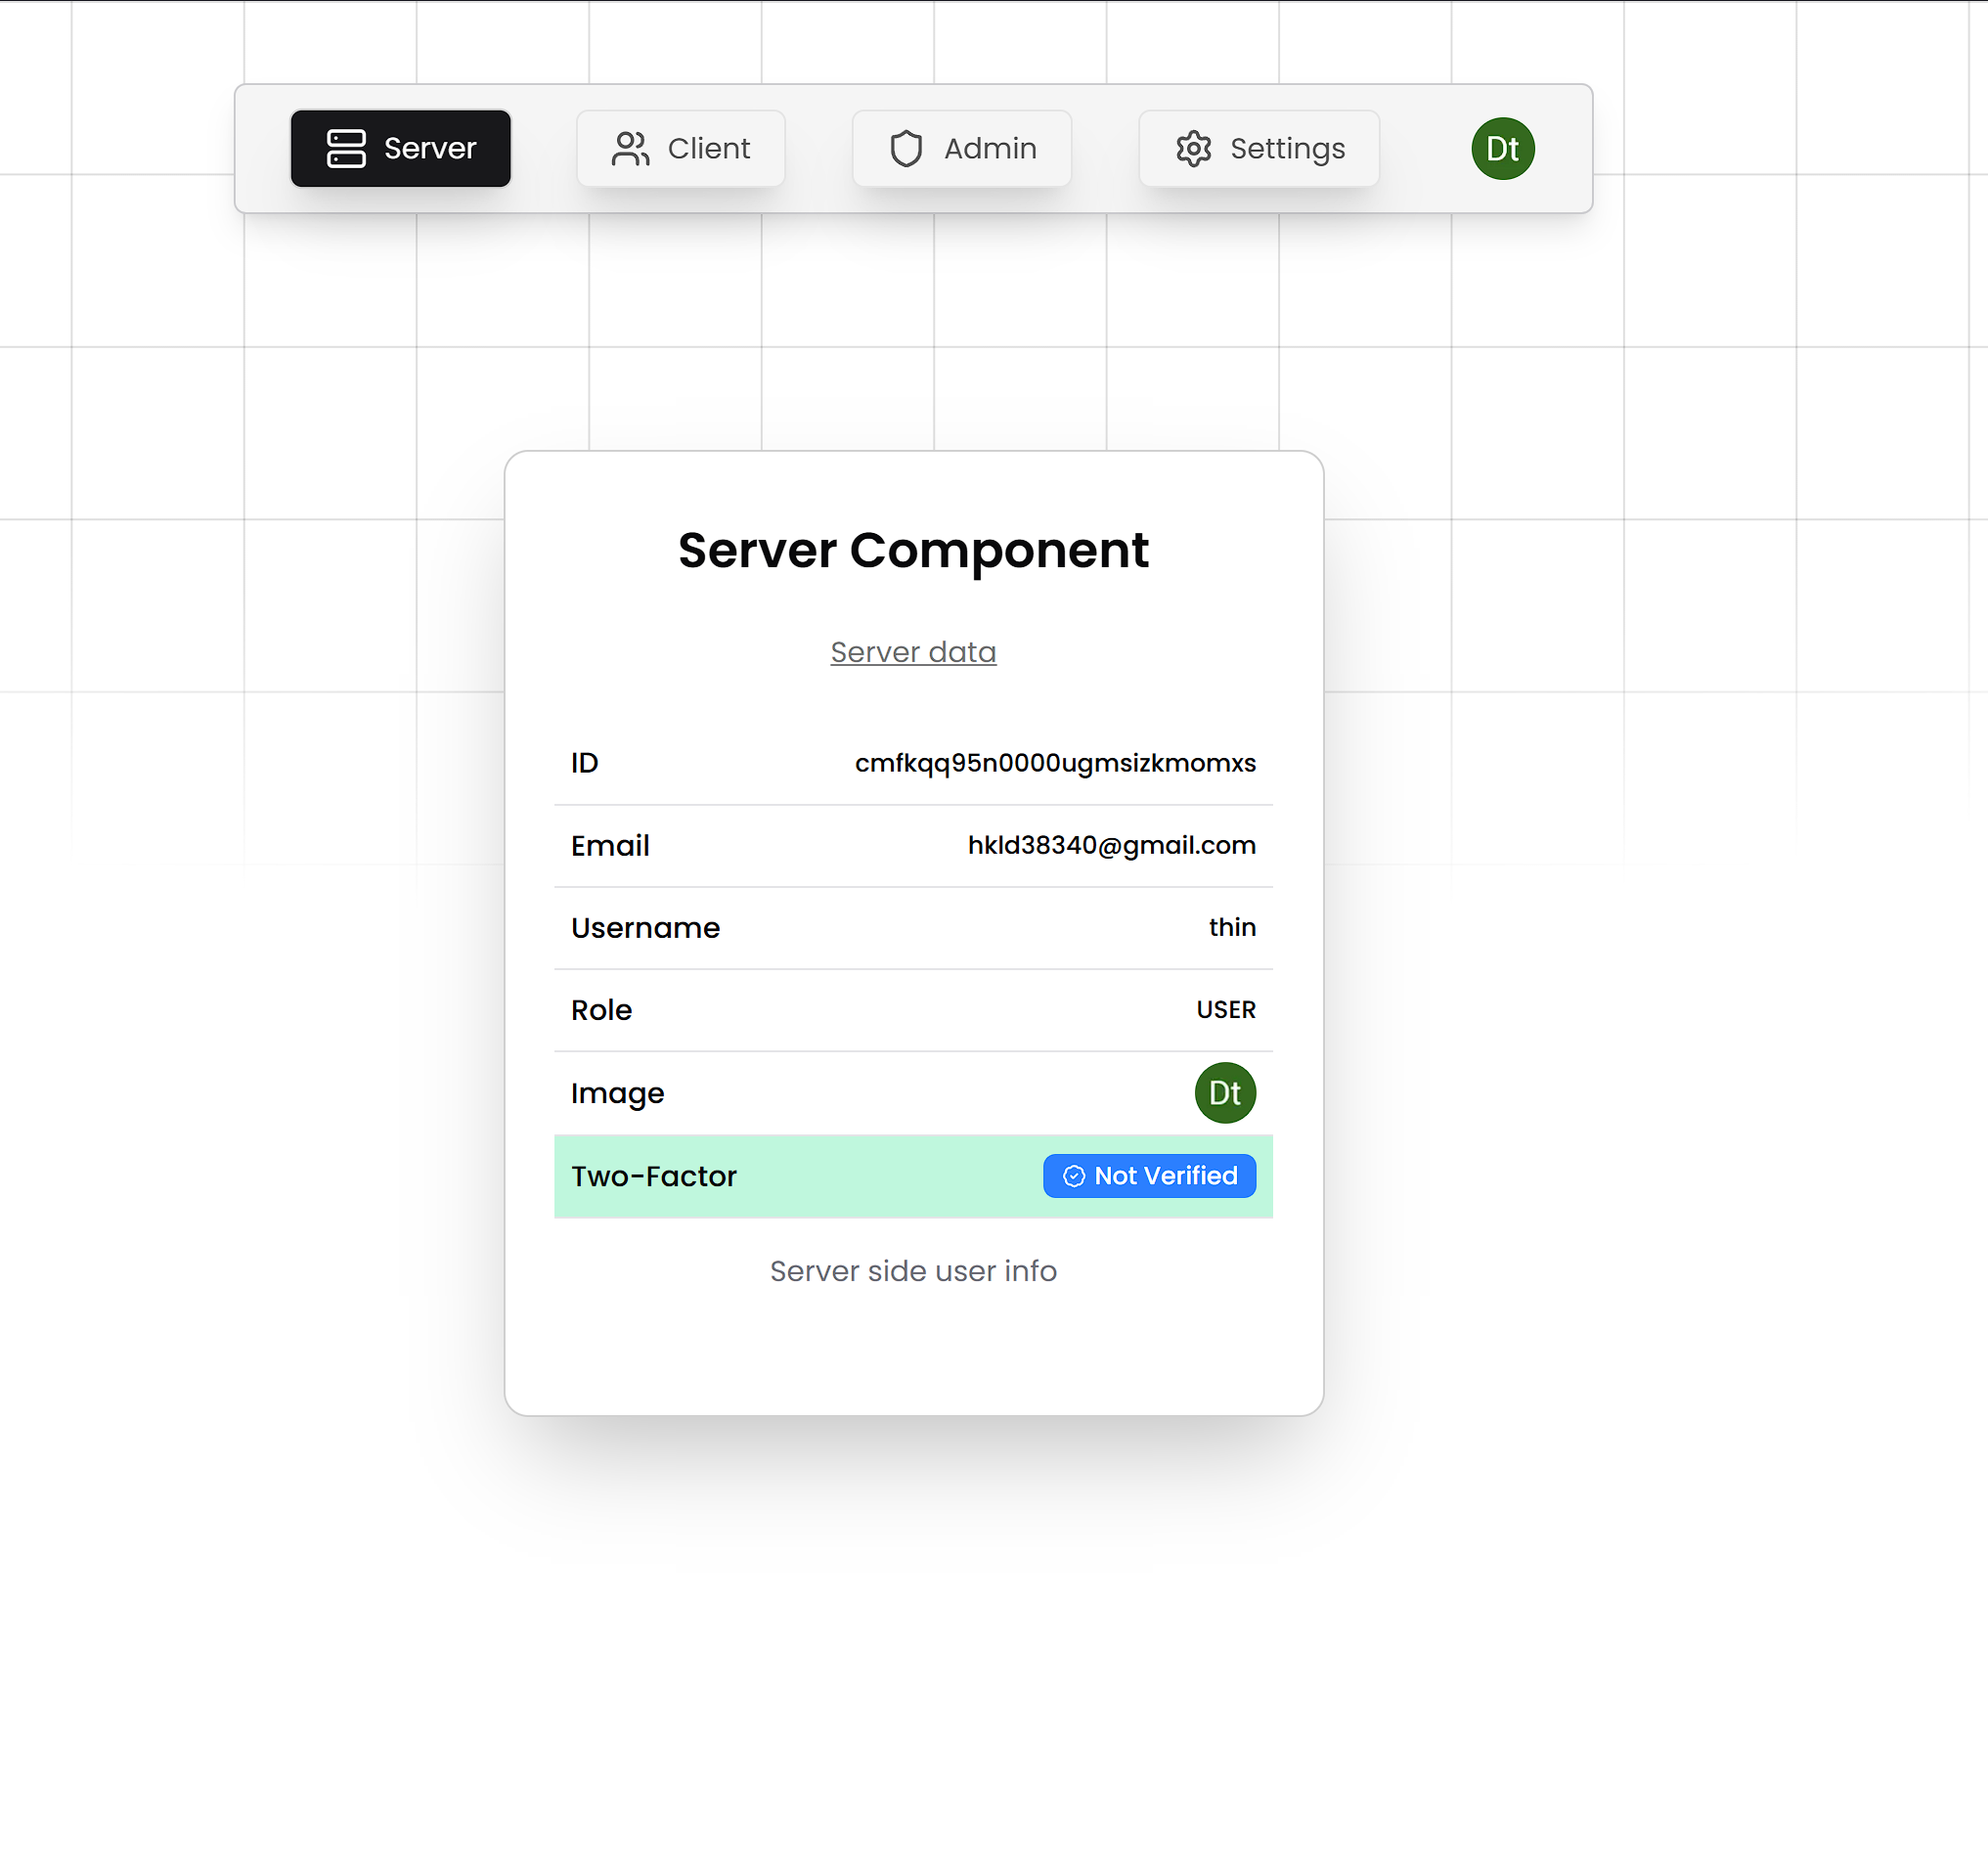 Server Client Admin Settings Dt
Server Component
Server data
ID cmfkqq95n0000ugmsizkmomxs
Email hkld38340@gmail.com
Username thin
Role USER
Image Dt
Two-Factor Not Verified
Server side user info